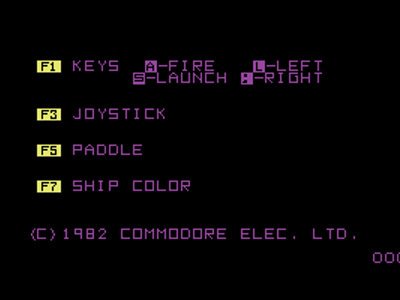 F1 KEYS A-FIRE L-LEFT
S-LAUNCH :-RIGHT
F3 JOYSTICK
F5 PADDLE
F7 SHIP COLOR
(C) 1982 COMMODORE ELEC. LTD.
000